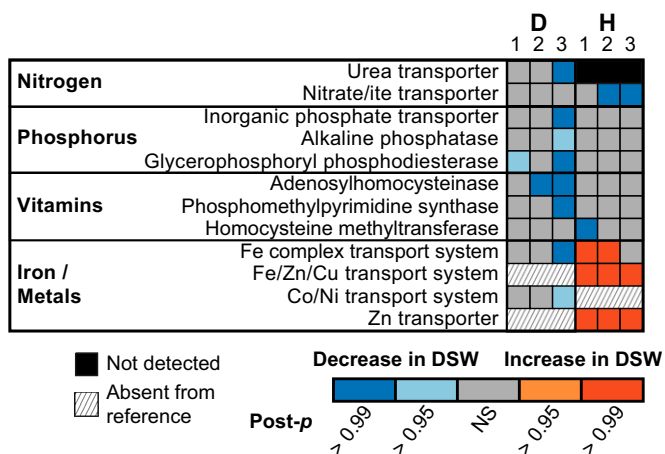 D H
1 2 3 1 2 3
Nitrogen
Urea transporter
Nitrate/ite transporter
Phosphorus
Inorganic phosphate transporter
Alkaline phosphatase
Glycerophosphoryl phosphodiesterase
Vitamins
Adenosylhomocysteinase
Phosphomethylpyrimidine synthase
Homocysteine methyltransferase
Iron /
Metals
Fe complex transport system
Fe/Zn/Cu transport system
Co/Ni transport system
Zn transporter
Not detected
Absent from
reference
Decrease in DSW Increase in DSW
Post-p
> 0.99
> 0.95
NS
> 0.95
> 0.99